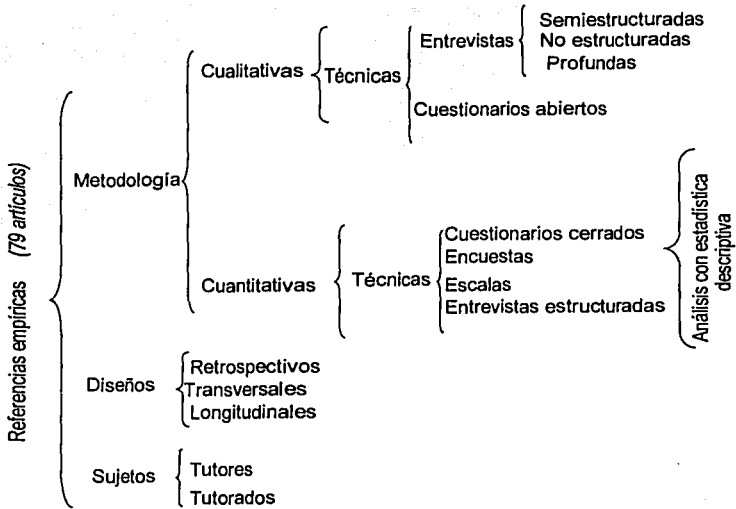 Referencias empíricas (79 artículos)
Metodología
Cualitativas
Técnicas
Entrevistas
Semiestructuradas
No estructuradas
Profundas
Cuestionarios abiertos
Cuantitativas
Técnicas
Cuestionarios cerrados
Encuestas
Escalas
Entrevistas estructuradas
Análisis con estadística
descriptiva
Diseños
Retrospectivos
Transversales
Longitudinales
Sujetos
Tutores
Tutorados